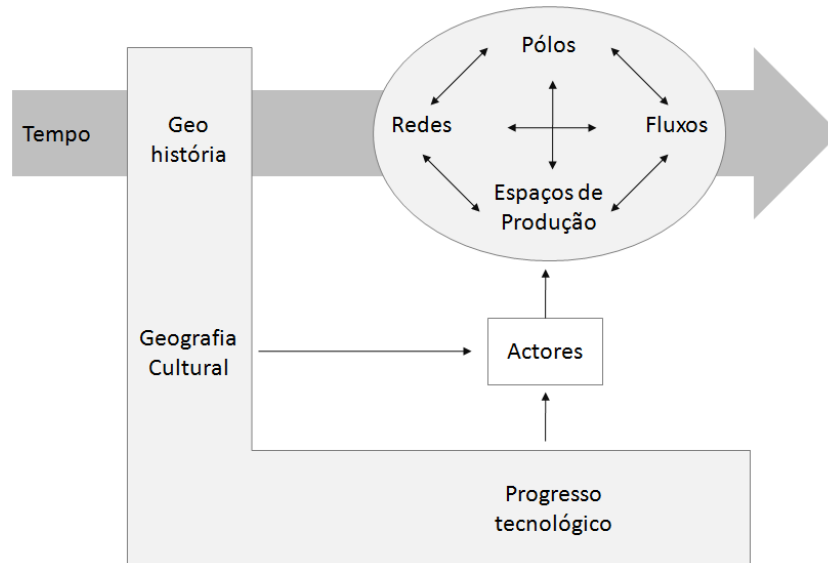 Pólos
Tempo
Geo
história
Redes
Fluxos
Espaços de
Produção
Geografia
Cultural
Actores
Progresso
tecnológico